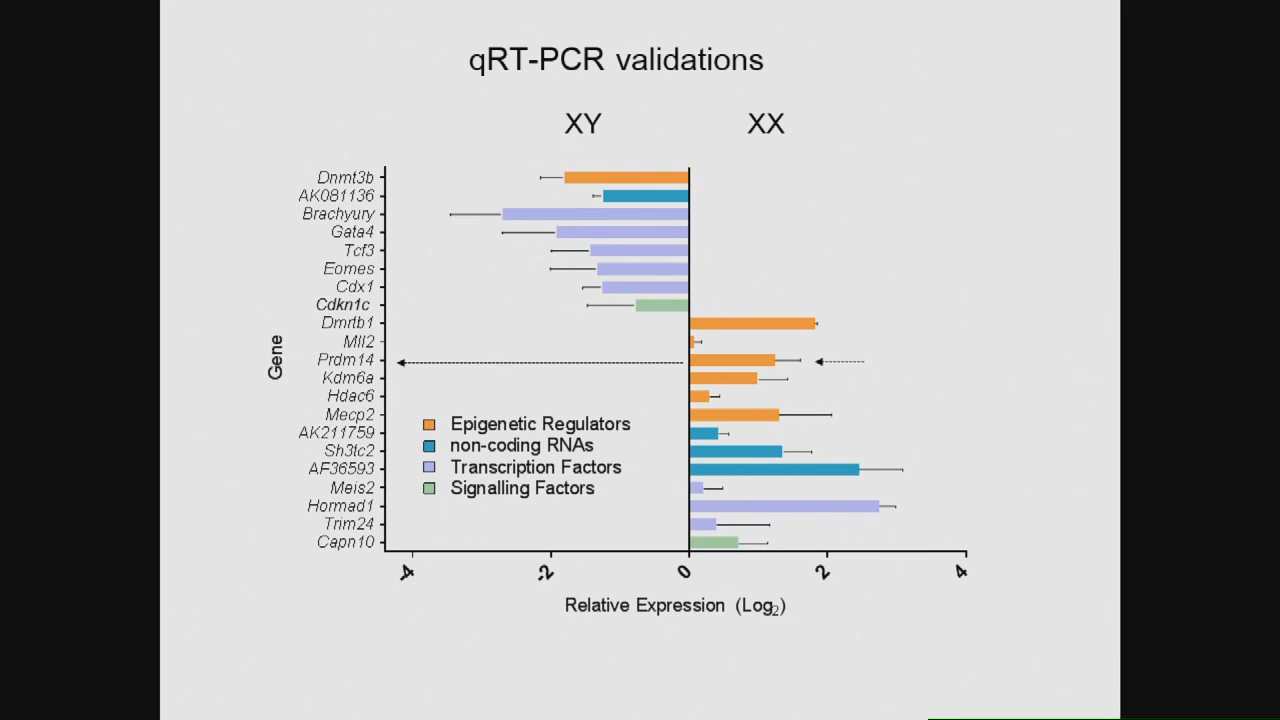 qRT-PCR validations
XY XX
Dnmt3b
AK081136
Brachyury
Gata4
Tcf3
Eomes
Cdx1
Cdkn1c
Dmrtb1
Mll2
Prdm14
Kdm6a
Hdac6
Mecp2
AK211759
Sh3tc2
AF36593
Meis2
Hormad1
Trim24
Capn10
Gene
Epigenetic Regulators
non-coding RNAs
Transcription Factors
Signalling Factors
-4 -2 0 2 4
Relative Expression (Log2)